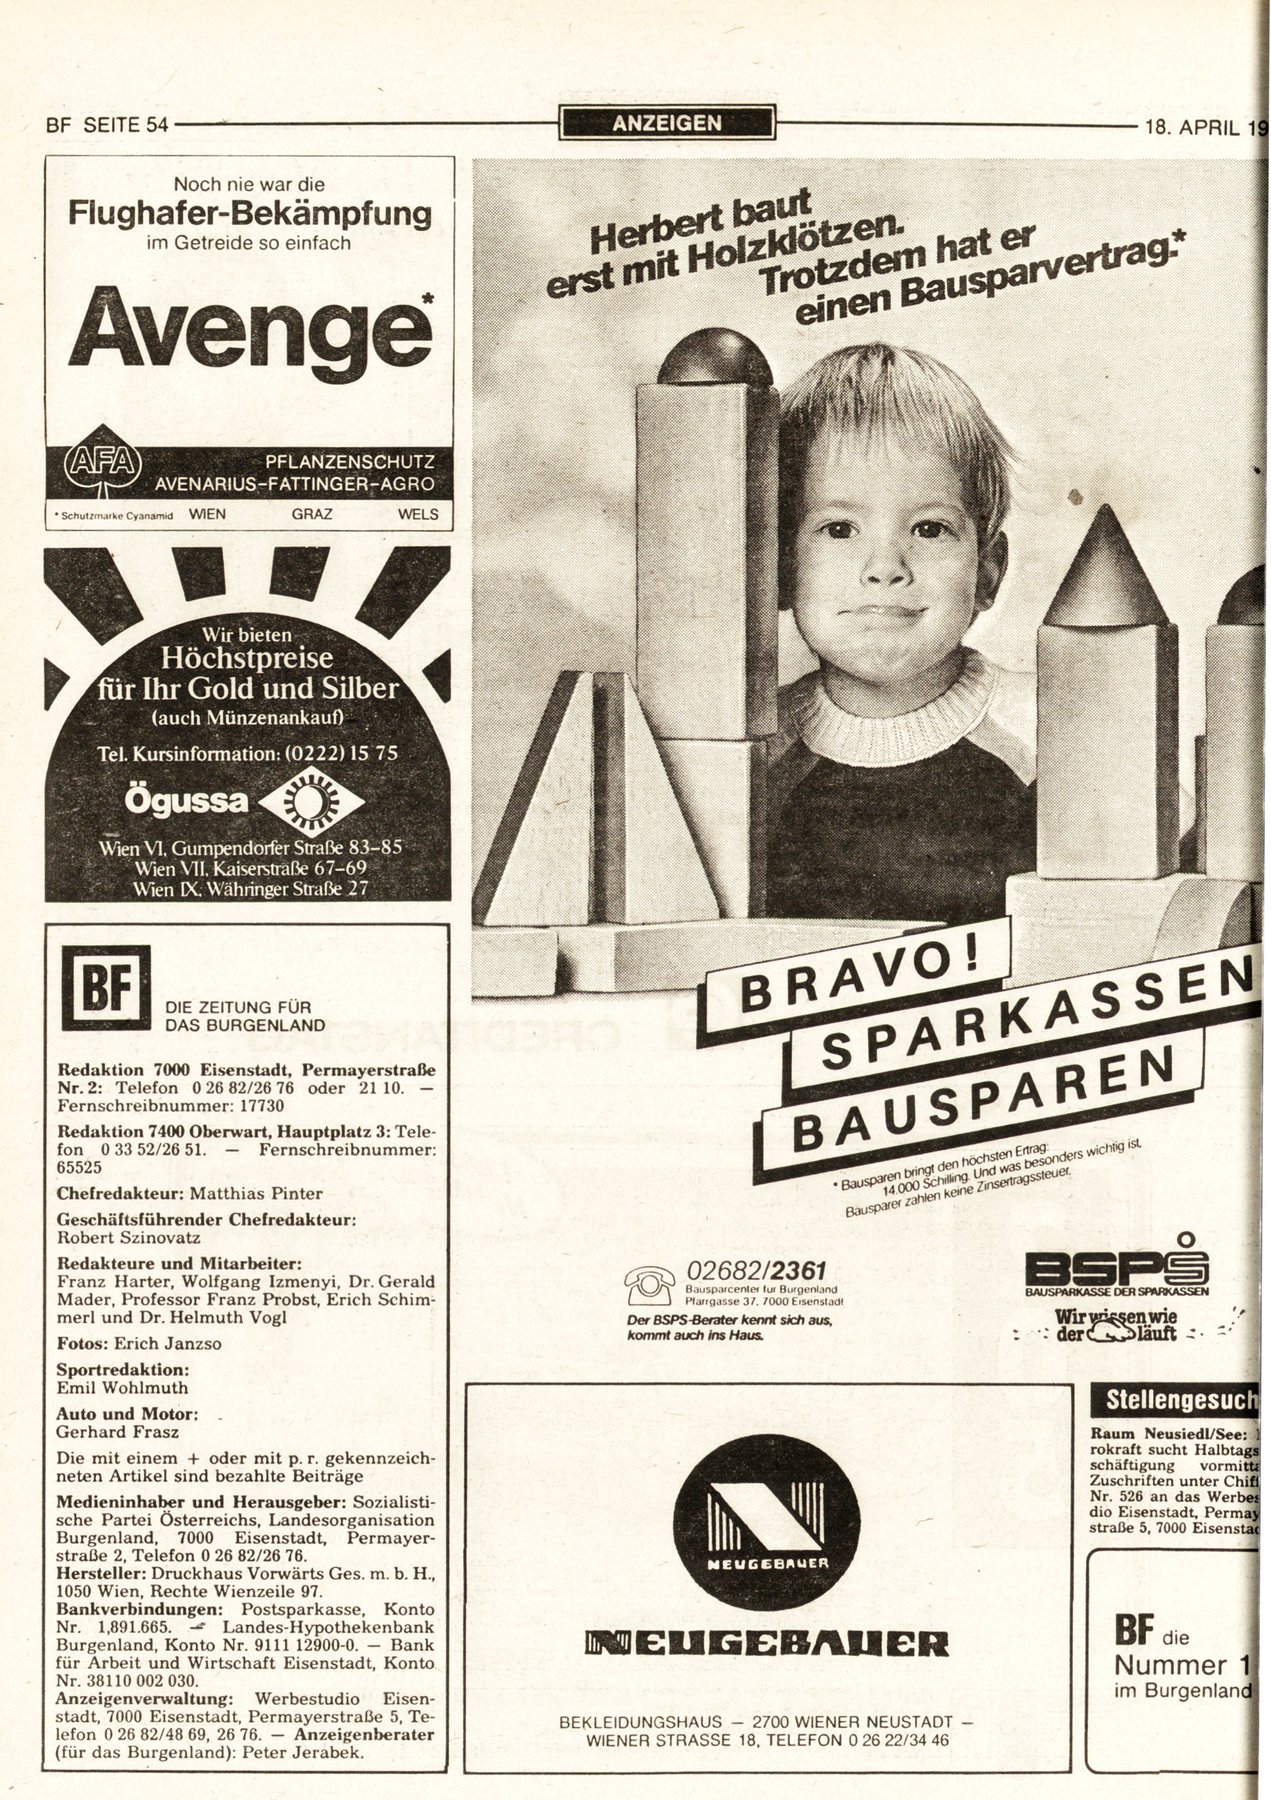 BF SEITE 54
ANZEIGEN
18. APRIL 19
Noch nie war die
Flughafer-Bekämpfung
im Getreide so einfach
Avenge*
AFA
PFLANZENSCHUTZ
AVENARIUS-FATTINGER-AGRO
* Schutzmarke Cyanamid WIEN GRAZ WELS
Wir bieten
Höchstpreise
für Ihr Gold und Silber
(auch Münzenankauf)
Tel. Kursinformation: (0222) 15 75
Ögussa
Wien VI, Gumpendorfer Straße 83-85
Wien VII, Kaiserstraße 67-69
Wien IX, Währinger Straße 27
BF
DIE ZEITUNG FÜR
DAS BURGENLAND
Redaktion 7000 Eisenstadt, Permayerstraße
Nr. 2: Telefon 0 26 82/26 76 oder 21 10. —
Fernschreibnummer: 17730
Redaktion 7400 Oberwart, Hauptplatz 3: Tele-
fon 0 33 52/26 51. — Fernschreibnummer:
65525
Chefredakteur: Matthias Pinter
Geschäftsführender Chefredakteur:
Robert Szinovatz
Redakteure und Mitarbeiter:
Franz Harter, Wolfgang Izmenyi, Dr. Gerald
Mader, Professor Franz Probst, Erich Schim-
merl und Dr. Helmuth Vogl
Fotos: Erich Janzso
Sportredaktion:
Emil Wohlmuth
Auto und Motor:
Gerhard Frasz
Die mit einem + oder mit p. r. gekennzeich-
neten Artikel sind bezahlte Beiträge
Medieninhaber und Herausgeber: Sozialisti-
sche Partei Österreichs, Landesorganisation
Burgenland, 7000 Eisenstadt, Permayer-
straße 2, Telefon 0 26 82/26 76.
Hersteller: Druckhaus Vorwärts Ges. m. b. H.,
1050 Wien, Rechte Wienzeile 97.
Bankverbindungen: Postsparkasse, Konto
Nr. 1,891.665. — Landes-Hypothekenbank
Burgenland, Konto Nr. 9111 12900-0. — Bank
für Arbeit und Wirtschaft Eisenstadt, Konto
Nr. 38110 002 030.
Anzeigenverwaltung: Werbestudio Eisen-
stadt, 7000 Eisenstadt, Permayerstraße 5, Te-
lefon 0 26 82/48 69, 26 76. — Anzeigenberater
(für das Burgenland): Peter Jerabek.
Herbert baut
erst mit Holzklötzen.
Trotzdem hat er
einen Bausparvertrag.*
BRAVO!
SPARKASSEN
BAUSPAREN
* Bausparen bringt den höchsten Ertrag:
14.000 Schilling. Und was besonders wichtig ist,
Bausparer zahlen keine Zinsertragssteuer.
02682/2361
Bausparcenter für Burgenland
Pfarrgasse 37, 7000 Eisenstadt
Der BSPS-Berater kennt sich aus,
kommt auch ins Haus.
BSPS
BAUSPARKASSE DER SPARKASSEN
Wir wissen wie
der läuft
NEUGEBAUER
NEUGEBAUER
BEKLEIDUNGSHAUS — 2700 WIENER NEUSTADT —
WIENER STRASSE 18, TELEFON 0 26 22/34 46
Stellengesuch
Raum Neusiedl/See:
rokraft sucht Halbtags
schäftigung vormitta
Zuschriften unter Chif
Nr. 526 an das Werbes
dio Eisenstadt, Permay
straße 5, 7000 Eisenstad
BF die
Nummer 1
im Burgenland